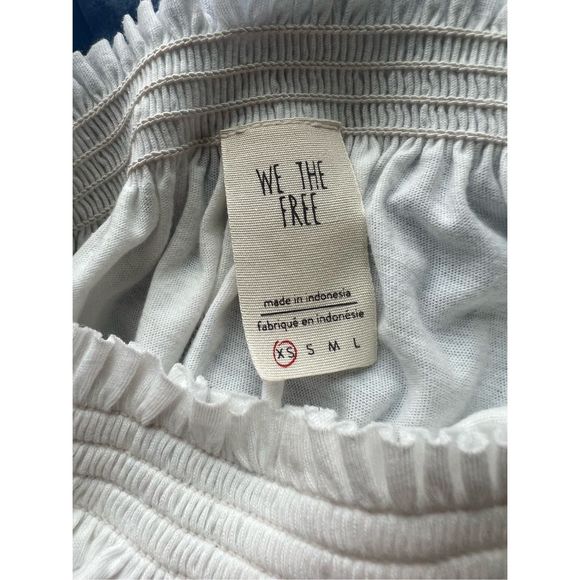 WE THE
FREE
made in indonesia
fabriqué en indonésie
XS S M L